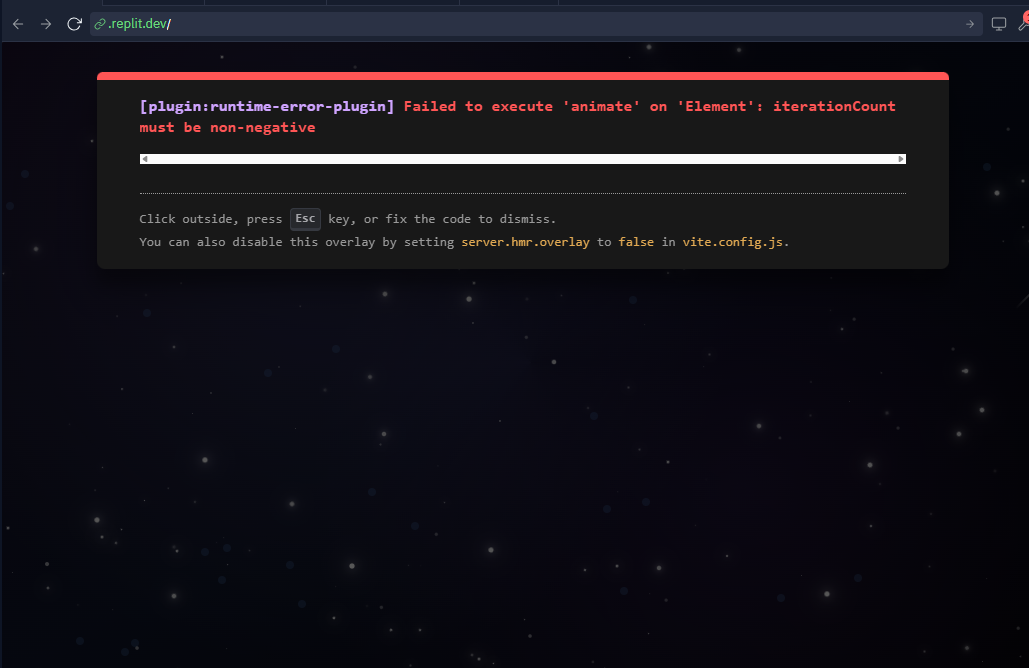 .replit.dev/
[plugin:runtime-error-plugin] Failed to execute 'animate' on 'Element': iterationCount
must be non-negative
Click outside, press Esc key, or fix the code to dismiss.
You can also disable this overlay by setting server.hmr.overlay to false in vite.config.js.